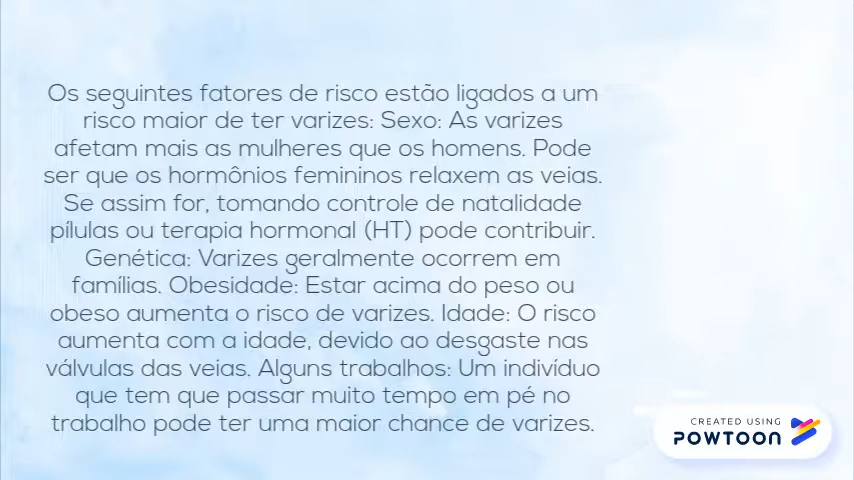 Os seguintes fatores de risco estão ligados a um
risco maior de ter varizes: Sexo: As varizes
afetam mais as mulheres que os homens. Pode
ser que os hormônios femininos relaxem as veias.
Se assim for, tomando controle de natalidade
pílulas ou terapia hormonal (HT) pode contribuir.
Genética: Varizes geralmente ocorrem em
famílias. Obesidade: Estar acima do peso ou
obeso aumenta o risco de varizes. Idade: O risco
aumenta com a idade, devido ao desgaste nas
válvulas das veias. Alguns trabalhos: Um indivíduo
que tem que passar muito tempo em pé no
trabalho pode ter uma maior chance de varizes.
CREATED USING
POWTOON